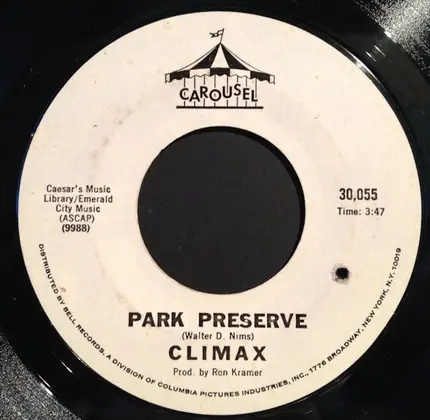 CAROUSEL
Caesar's Music
Library/Emerald
City Music
(ASCAP)
(9988)
30,055
Time: 3:47
PARK PRESERVE
(Walter D. Nims)
CLIMAX
Prod. by Ron Kramer
DISTRIBUTED BY BELL RECORDS, A DIVISION OF COLUMBIA PICTURES INDUSTRIES, INC., 1776 BROADWAY, NEW YORK, N.Y. 10019